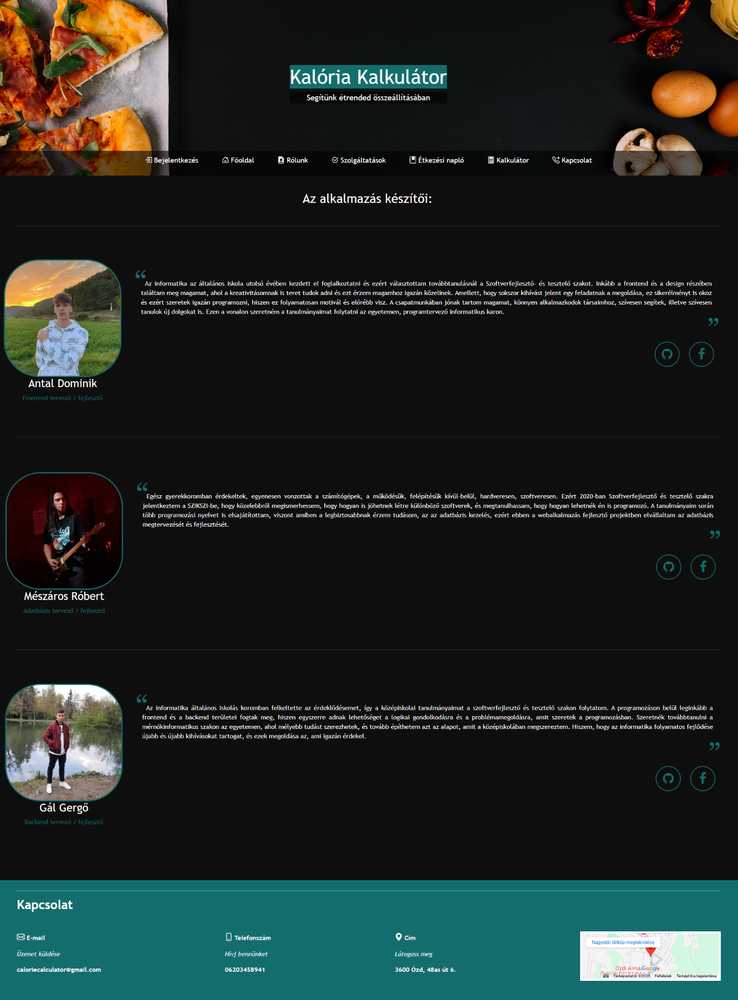 Kalória Kalkulátor
Segítünk étrended összeállításában
Bejelentkezés Főoldal Rólunk Szolgáltatások Étkezési napló Kalkulátor Kapcsolat
Az alkalmazás készítői:
“
Az informatika az általános iskola utolsó évében kezdett el foglalkoztatni és ezért választottam továbbtanulásnál a Szoftverfejlesztő- és tesztelő szakot. Inkább a frontend és a design részében
találtam meg magamat, ahol a kreativitásomnak is teret tudok adni és ezt érzem magamhoz igazán közelinek. Amellett, hogy sokszor kihívást jelent egy feladatnak a megoldása, ez sikerélményt is okoz
és ezért szeretek igazán programozni, hiszen ez folyamatosan motivál és előrébb visz. A csapatmunkában jónak tartom magamat, könnyen alkalmazkodok társaimhoz, szívesen segítek, illetve szívesen
tanulok új dolgokat is. Ezen a vonalon szeretném a tanulmányaimat folytatni az egyetemen, programtervező informatikus karon.
”
Antal Dominik
Frontend tervező / fejlesztő
“
Egész gyerekkoromban érdekeltek, egyenesen vonzottak a számítógépek, a működésük, felépítésük kívül-belül, hardveresen, szoftveresen. Ezért 2020-ban Szoftverfejlesztő és tesztelő szakra
jelentkeztem a SZIKSZI-be, hogy közelebbről megismerhessem, hogy hogyan is jöhetnek létre különböző szoftverek, és megtanulhassam, hogy hogyan lehetnék én is programozó. A tanulmányaim során
több programozási nyelvet is elsajátítottam, viszont amiben a legbiztosabbnak érzem tudásom, az az adatbázis kezelés, ezért ebben a webalkalmazás fejlesztő projektben elvállaltam az adatbázis
megtervezését és fejlesztését.
”
Mészáros Róbert
Adatbázis tervező / fejlesztő
“
Az informatika általános iskolás koromban felkeltette az érdeklődésemet, így a középiskolai tanulmányaimat a szoftverfejlesztő és tesztelő szakon folytatom. A programozáson belül leginkább a
frontend és a backend területei fogtak meg, hiszen egyszerre adnak lehetőséget a logikai gondolkodásra és a problémamegoldásra, amit szeretek a programozásban. Szeretnék továbbtanulni a
mérnökinformatikus szakon az egyetemen, ahol mélyebb tudást szerezhetek, és tovább építhetem azt az alapot, amit a középiskolában megszereztem. Hiszem, hogy az informatika folyamatos fejlődése
újabb és újabb kihívásokat tartogat, és ezek megoldása az, ami igazán érdekel.
”
Gál Gergő
Backend tervező / fejlesztő
Kapcsolat
E-mail
Üzenet küldése
caloriecalculator@gmail.com
Telefonszám
Hívj bennünket
06203458941
Cím
Látogass meg
3600 Ózd, 48as út 6.
Nagyobb térkép megtekintése
út
Ózdi Almá
Google
Térképadatok ©2025 Feltételek Térképhiba bejelentése